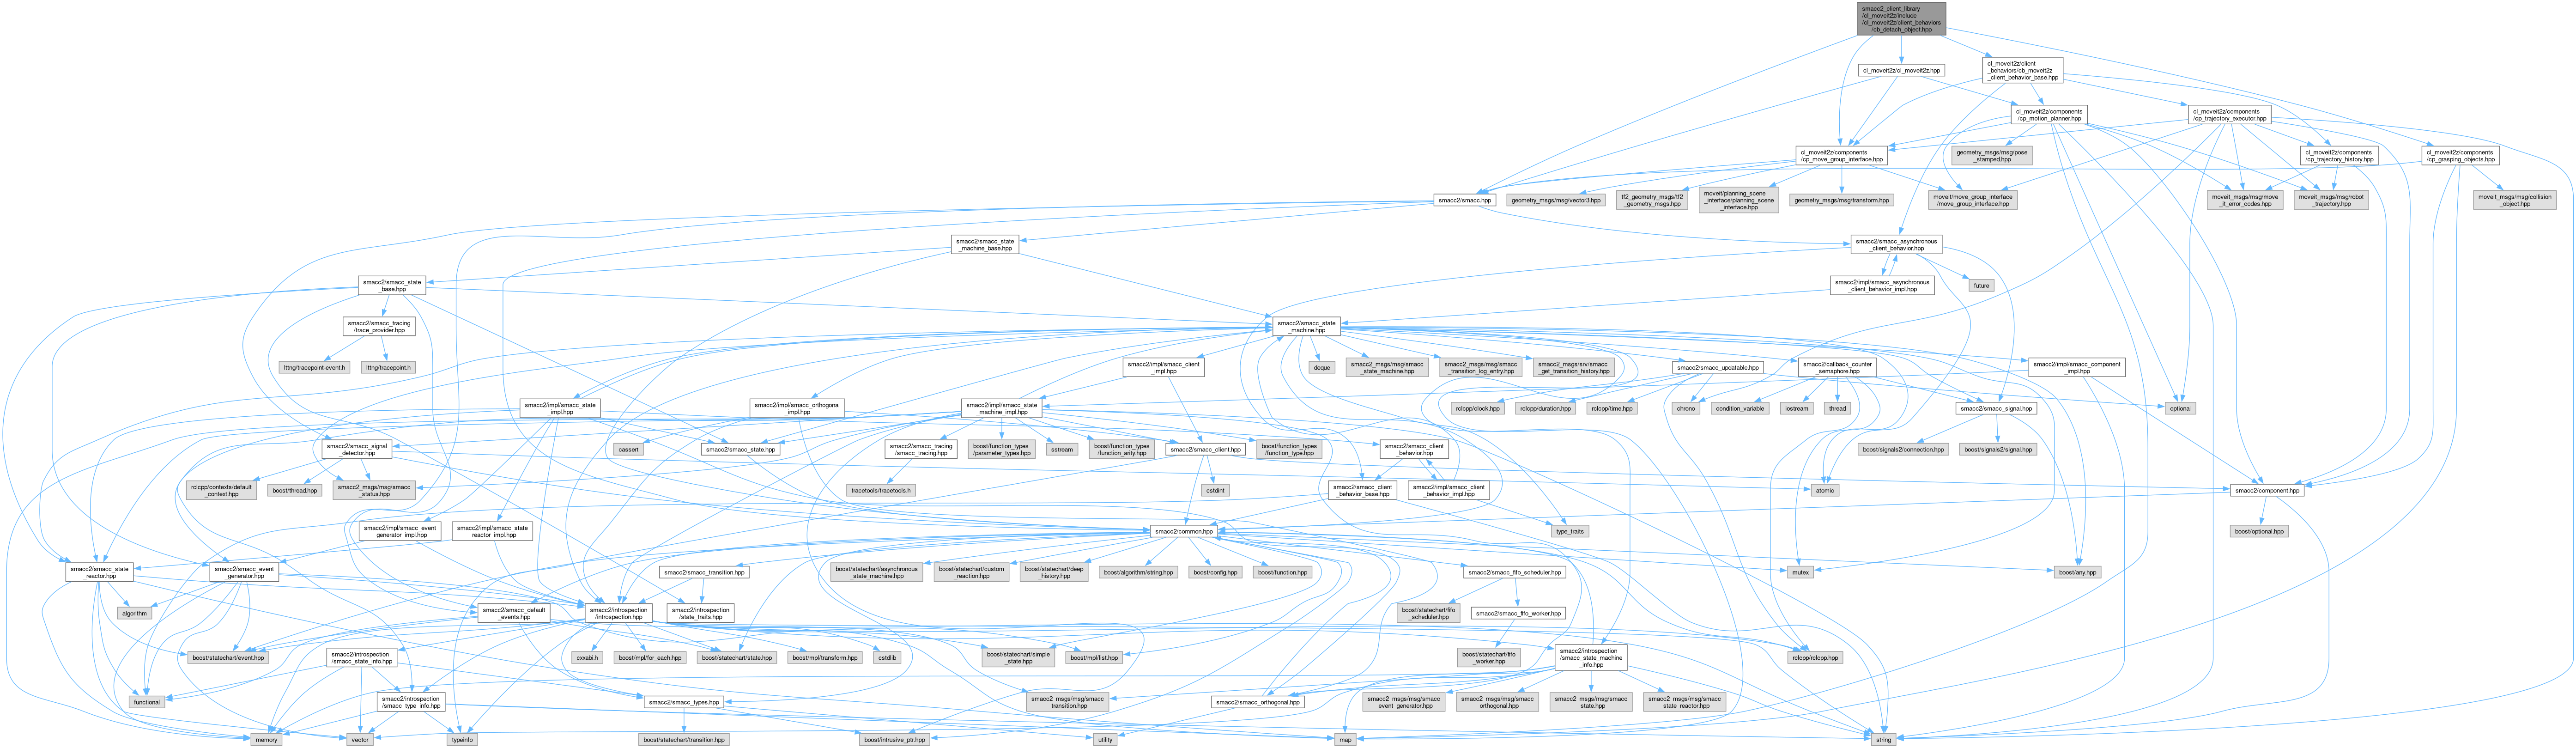 smacc2_client_library
/cl_moveit2z/include
/cl_moveit2z/client_behaviors
/cb_detach_object.hpp
cl_moveit2z/cl_moveit2z.hpp
cl_moveit2z/client
_behaviors/cb_moveit2z
_client_behavior_base.hpp
cl_moveit2z/components
/cp_motion_planner.hpp
cl_moveit2z/components
/cp_trajectory_executor.hpp
cl_moveit2z/components
/cp_move_group_interface.hpp
geometry_msgs/msg/pose
_stamped.hpp
cl_moveit2z/components
/cp_trajectory_history.hpp
cl_moveit2z/components
/cp_grasping_objects.hpp
smacc2/smacc.hpp
geometry_msgs/msg/vector3.hpp
tf2_geometry_msgs/tf2
_geometry_msgs.hpp
moveit/planning_scene
_interface/planning_scene
_interface.hpp
geometry_msgs/msg/transform.hpp
moveit/move_group_interface
/move_group_interface.hpp
moveit_msgs/msg/move
_it_error_codes.hpp
moveit_msgs/msg/robot
_trajectory.hpp
moveit_msgs/msg/collision
_object.hpp
smacc2/smacc_state
_machine_base.hpp
smacc2/smacc_asynchronous
_client_behavior.hpp
smacc2/smacc_state
_base.hpp
smacc2/impl/smacc_asynchronous
_client_behavior_impl.hpp
future
smacc2/smacc_tracing
/trace_provider.hpp
smacc2/smacc_state
_machine.hpp
lttng/tracepoint-event.h
lttng/tracepoint.h
smacc2/impl/smacc_client
_impl.hpp
deque
smacc2_msgs/msg/smacc
_state_machine.hpp
smacc2_msgs/msg/smacc
_transition_log_entry.hpp
smacc2_msgs/srv/smacc
_get_transition_history.hpp
smacc2/smacc_updatable.hpp
smacc2/callback_counter
_semaphore.hpp
smacc2/impl/smacc_component
_impl.hpp
smacc2/impl/smacc_state
_impl.hpp
smacc2/impl/smacc_orthogonal
_impl.hpp
smacc2/impl/smacc_state
_machine_impl.hpp
rclcpp/clock.hpp
rclcpp/duration.hpp
rclcpp/time.hpp
chrono
condition_variable
iostream
thread
smacc2/smacc_signal.hpp
optional
smacc2/smacc_signal
_detector.hpp
cassert
smacc2/smacc_state.hpp
smacc2/smacc_tracing
/smacc_tracing.hpp
boost/function_types
/parameter_types.hpp
sstream
boost/function_types
/function_arity.hpp
smacc2/smacc_client.hpp
boost/function_types
/function_type.hpp
smacc2/smacc_client
_behavior.hpp
boost/signals2/connection.hpp
boost/signals2/signal.hpp
rclcpp/contexts/default
_context.hpp
boost/thread.hpp
smacc2_msgs/msg/smacc
_status.hpp
tracetools/tracetools.h
cstdint
smacc2/smacc_client
_behavior_base.hpp
smacc2/impl/smacc_client
_behavior_impl.hpp
atomic
smacc2/component.hpp
smacc2/impl/smacc_event
_generator_impl.hpp
smacc2/impl/smacc_state
_reactor_impl.hpp
smacc2/common.hpp
type_traits
boost/optional.hpp
smacc2/smacc_state
_reactor.hpp
smacc2/smacc_event
_generator.hpp
smacc2/smacc_transition.hpp
boost/statechart/asynchronous
_state_machine.hpp
boost/statechart/custom
_reaction.hpp
boost/statechart/deep
_history.hpp
boost/algorithm/string.hpp
boost/config.hpp
boost/function.hpp
smacc2/smacc_fifo_scheduler.hpp
mutex
boost/any.hpp
algorithm
smacc2/smacc_default
_events.hpp
smacc2/introspection
/introspection.hpp
smacc2/introspection
/state_traits.hpp
boost/statechart/fifo
_scheduler.hpp
smacc2/smacc_fifo_worker.hpp
boost/statechart/event.hpp
smacc2/introspection
/smacc_state_info.hpp
cxxabi.h
boost/mpl/for_each.hpp
boost/statechart/state.hpp
boost/mpl/transform.hpp
cstdlib
boost/statechart/simple
_state.hpp
boost/mpl/list.hpp
boost/statechart/fifo
_worker.hpp
smacc2/introspection
/smacc_state_machine
_info.hpp
rclcpp/rclcpp.hpp
functional
smacc2/introspection
/smacc_type_info.hpp
smacc2/smacc_types.hpp
smacc2_msgs/msg/smacc
_transition.hpp
smacc2/smacc_orthogonal.hpp
smacc2_msgs/msg/smacc
_event_generator.hpp
smacc2_msgs/msg/smacc
_orthogonal.hpp
smacc2_msgs/msg/smacc
_state.hpp
smacc2_msgs/msg/smacc
_state_reactor.hpp
memory
vector
typeinfo
boost/statechart/transition.hpp
boost/intrusive_ptr.hpp
utility
map
string